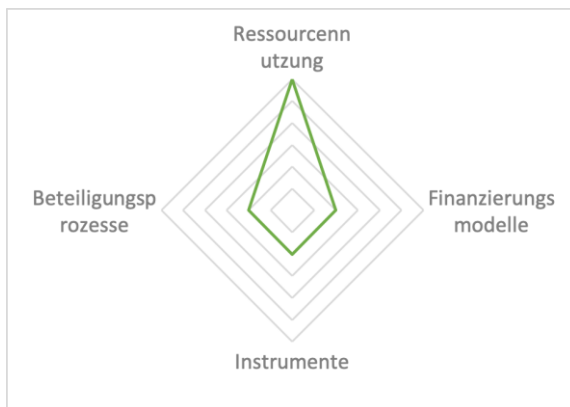 Ressourcenn
utzung
Beteiligungsp
rozesse
Finanzierungs
modelle
Instrumente